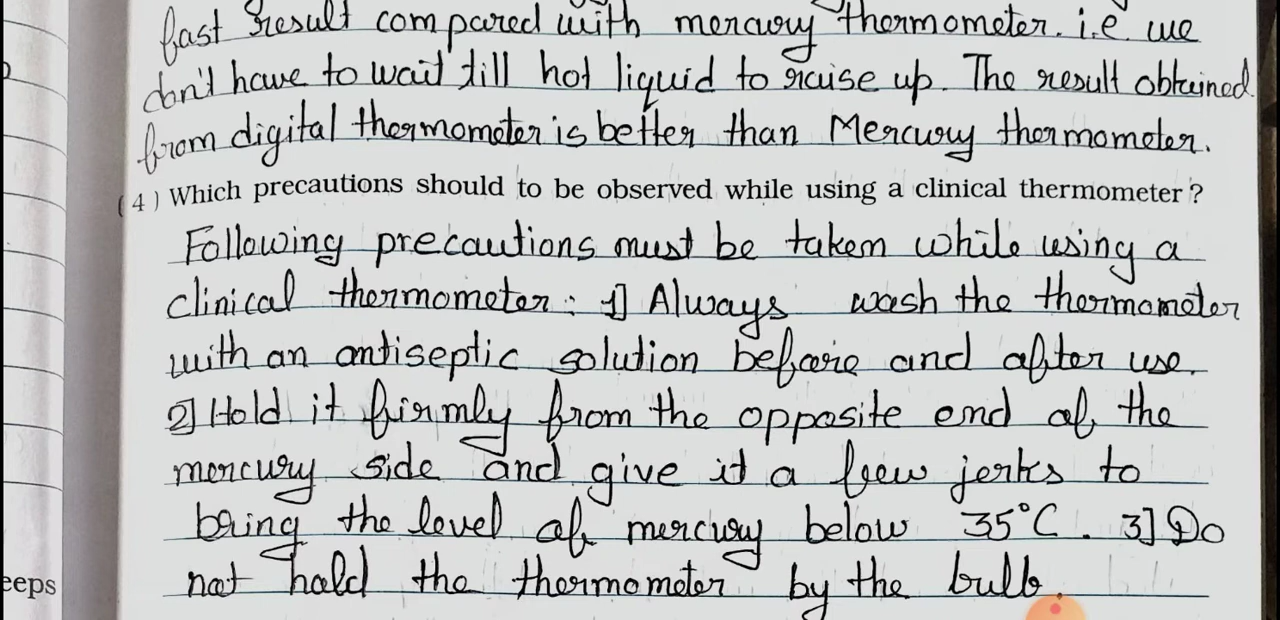 fast result compared with mercury thermometer. i.e. we
don't have to wait till hot liquid to raise up. The result obtained
from digital thermometer is better than Mercury thermometer.
(4) Which precautions should to be observed while using a clinical thermometer?
Following precautions must be taken while using a
clinical thermometer: 1] Always wash the thermometer
with an antiseptic solution before and after use.
2] Hold it firmly from the opposite end of the
mercury side and give it a few jerks to
bring the level of mercury below 35°C. 3] Do
not hold the thermometer by the bulb.
eeps